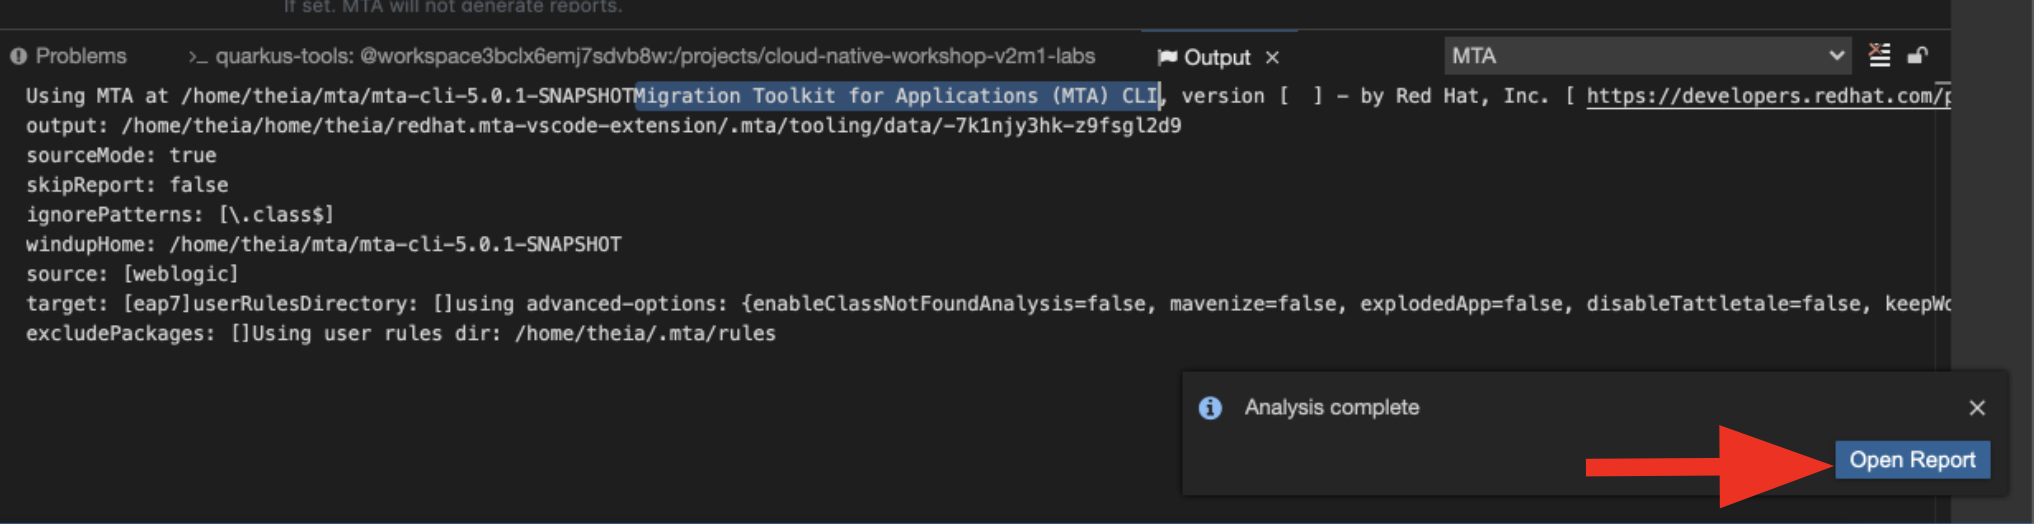 If set. MTA will not generate reports.
Problems
>_ quarkus-tools: @workspace3bclx6emj7sdvb8w:/projects/cloud-native-workshop-v2m1-labs
Output ×
MTA
Using MTA at /home/theia/mta/mta-cli-5.0.1-SNAPSHOTMigration Toolkit for Applications (MTA) CLI, version [  ] - by Red Hat, Inc. [ https://developers.redhat.com/p
output: /home/theia/home/theia/redhat.mta-vscode-extension/.mta/tooling/data/-7k1njy3hk-z9fsgl2d9
sourceMode: true
skipReport: false
ignorePatterns: [\.class$]
windupHome: /home/theia/mta/mta-cli-5.0.1-SNAPSHOT
source: [weblogic]
target: [eap7]userRulesDirectory: []using advanced-options: {enableClassNotFoundAnalysis=false, mavenize=false, explodedApp=false, disableTattletale=false, keepWo
excludePackages: []Using user rules dir: /home/theia/.mta/rules
Analysis complete
Open Report